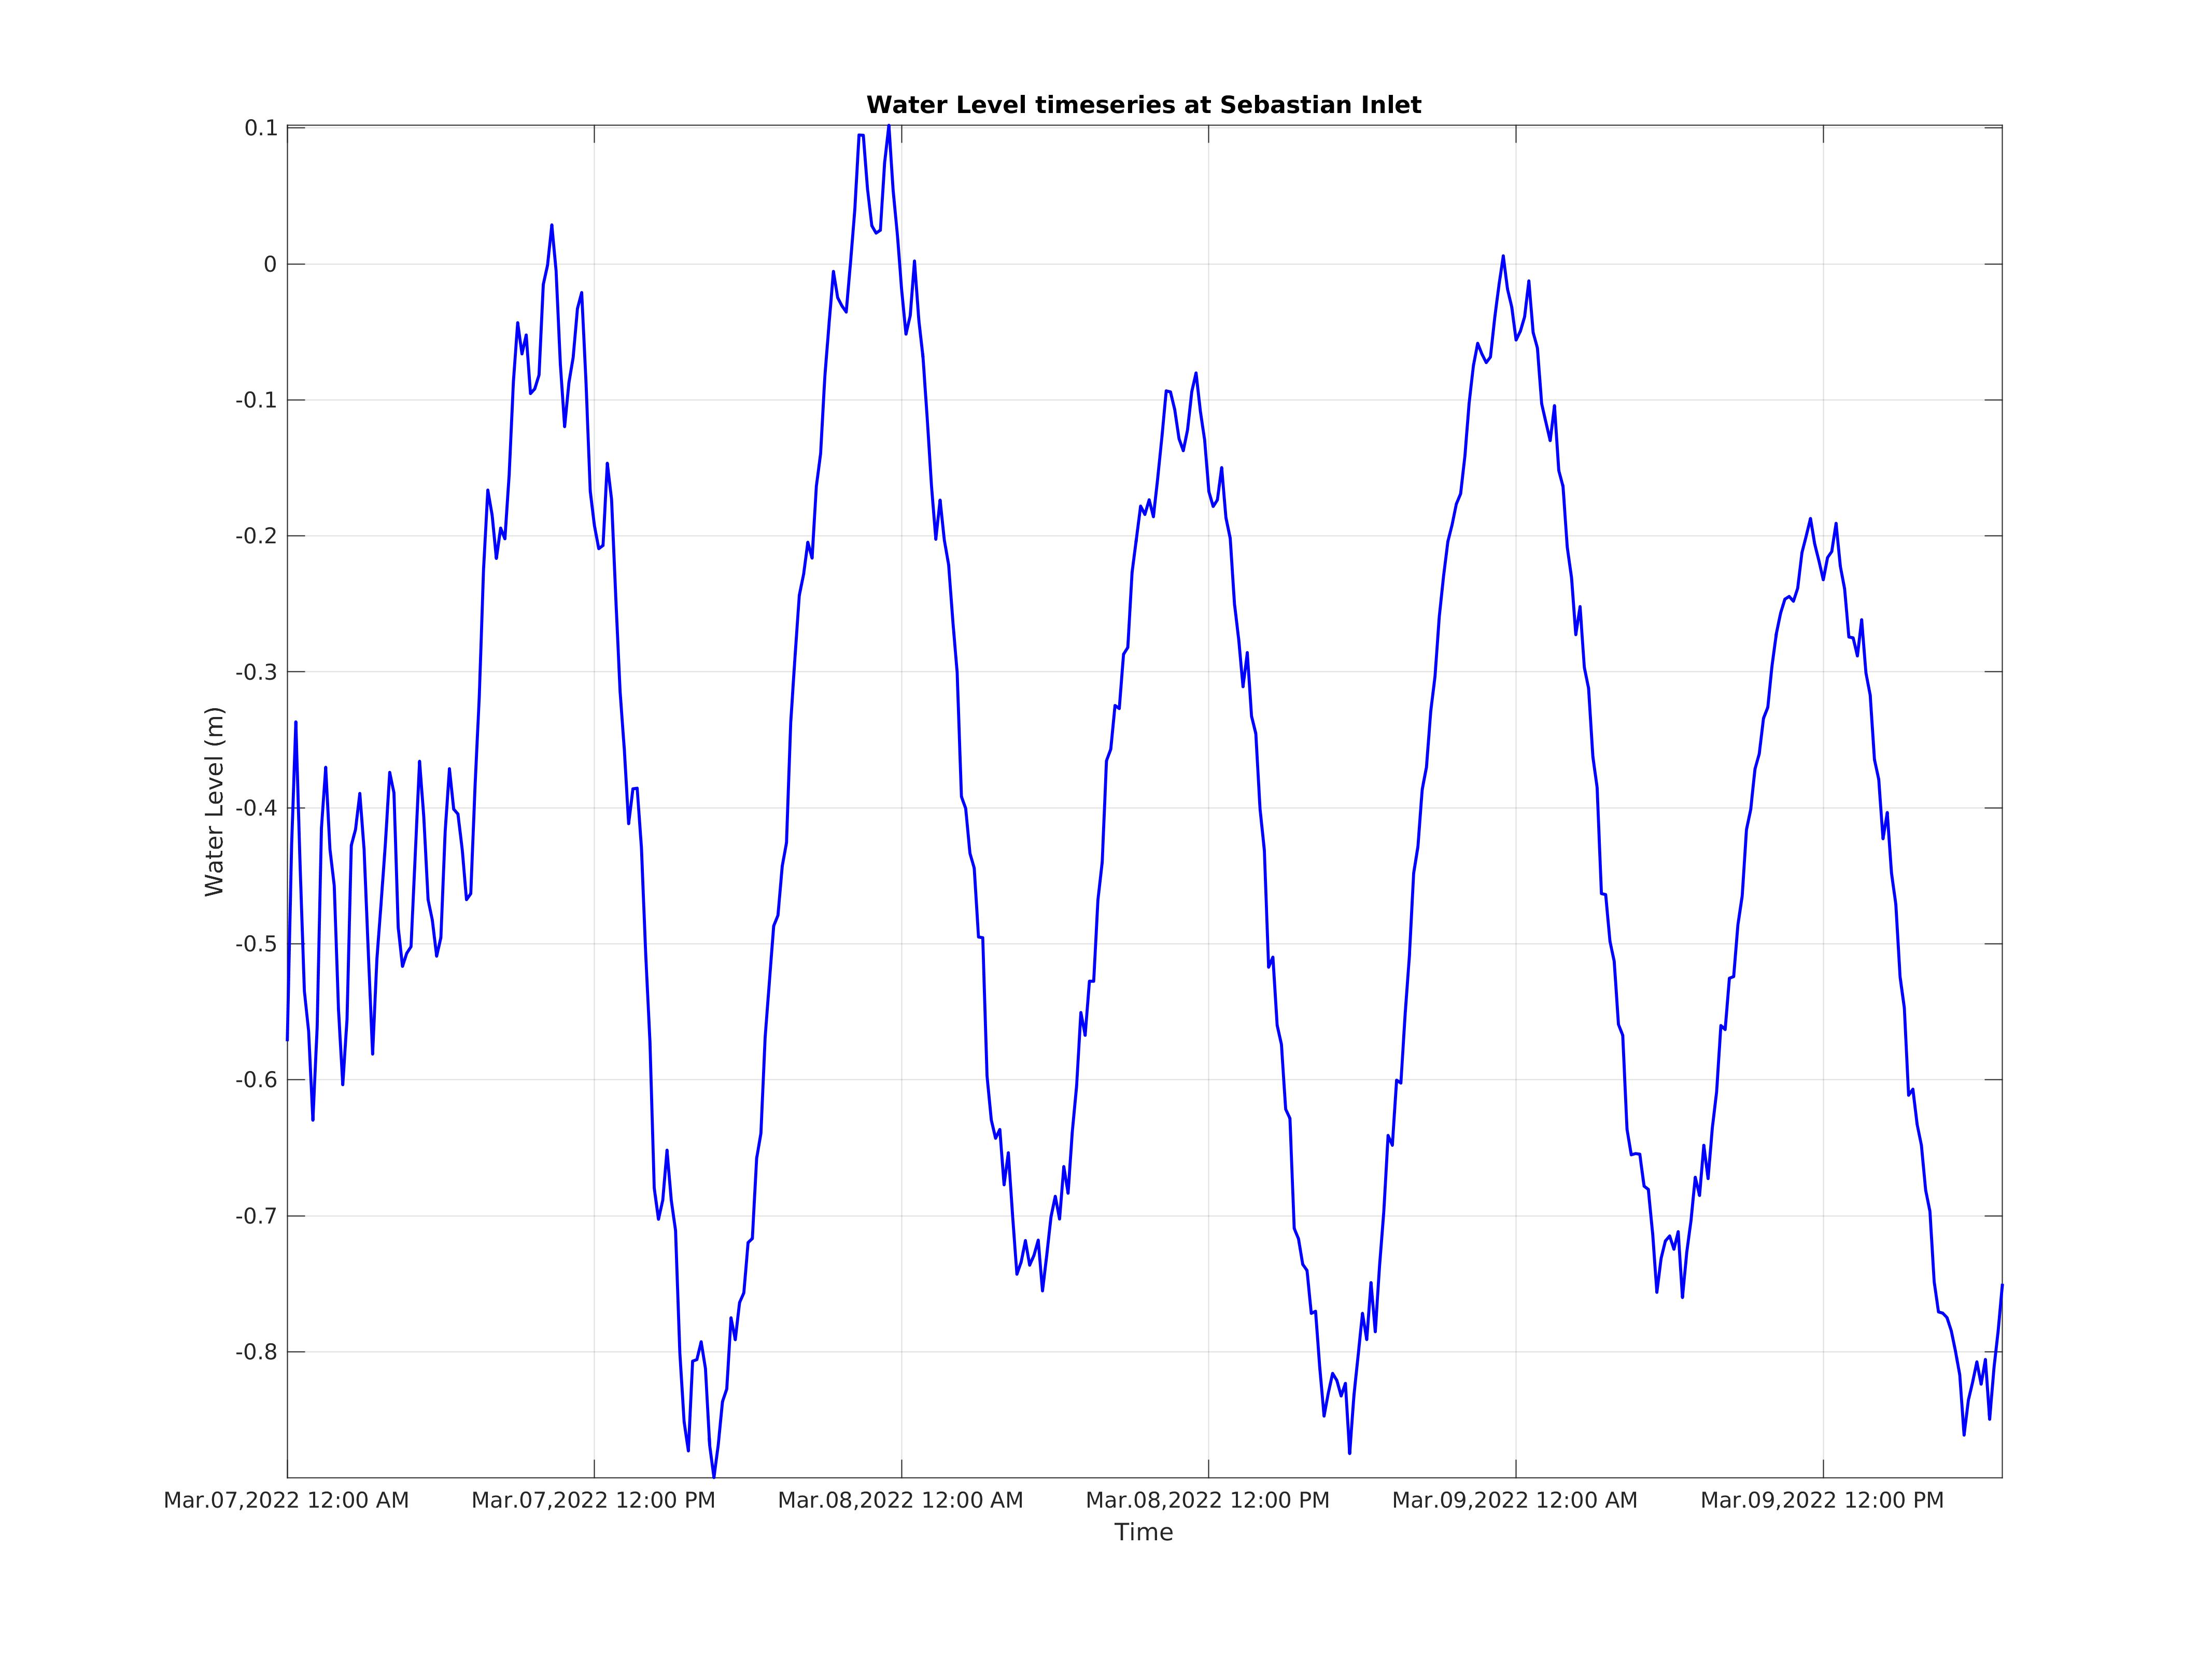 Water Level timeseries at Sebastian Inlet
0.1
0
-0.1
-0.2
-0.3
-0.4
-0.5
-0.6
-0.7
-0.8
Water Level (m)
Mar.07,2022 12:00 AM
Mar.07,2022 12:00 PM
Mar.08,2022 12:00 AM
Mar.08,2022 12:00 PM
Mar.09,2022 12:00 AM
Mar.09,2022 12:00 PM
Time